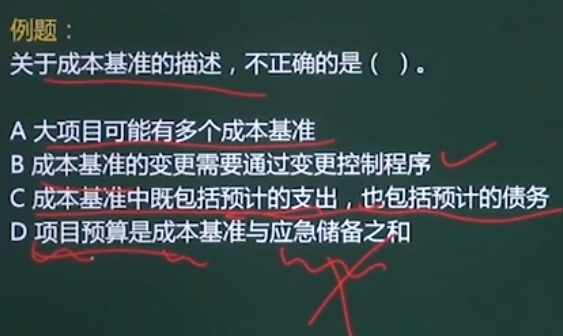 例题：
关于成本基准的描述，不正确的是（ ）。
A 大项目可能有多个成本基准
B 成本基准的变更需要通过变更控制程序
C 成本基准中既包括预计的支出，也包括预计的债务
D 项目预算是成本基准与应急储备之和